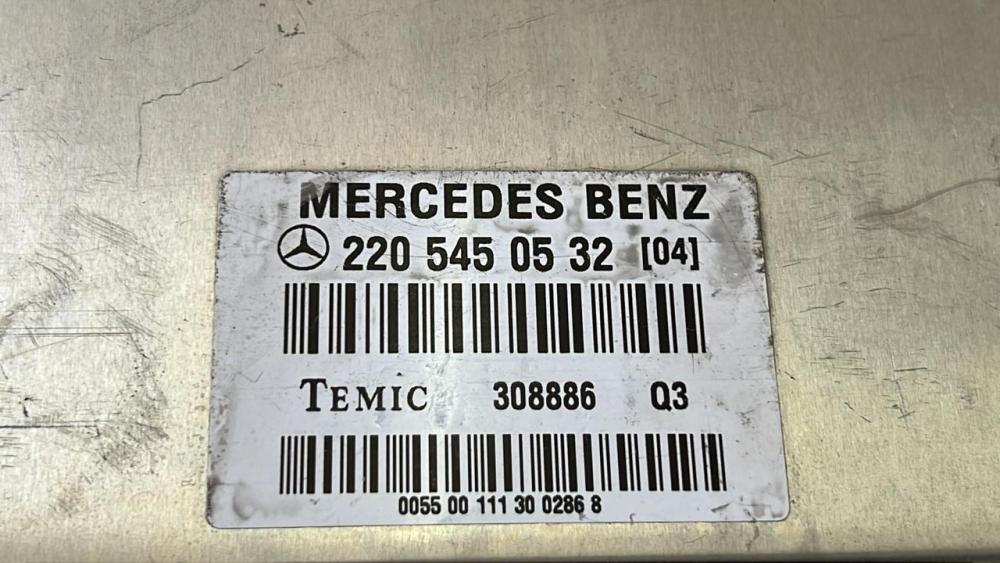 MERCEDES BENZ
220 545 05 32 [04]
TEMIC 308886 Q3
0055 00 111 30 0286 8